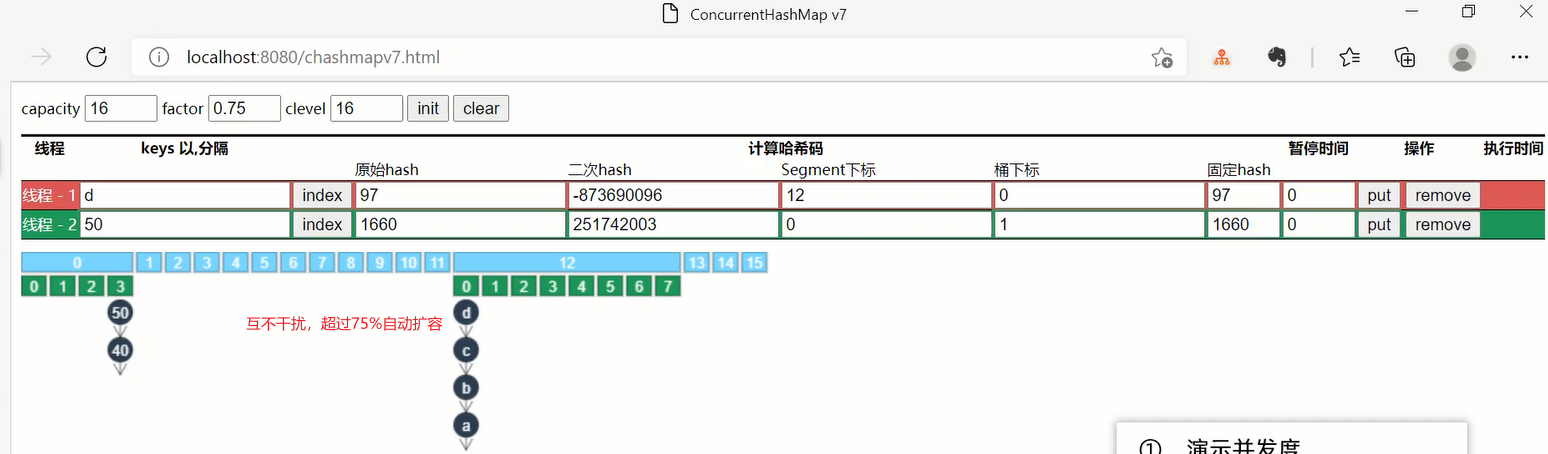 ConcurrentHashMap v7
localhost:8080/chashmapv7.html
capacity 16 factor 0.75 clevel 16 init clear
线程 keys 以,分隔 计算哈希码 暂停时间 操作 执行时间
原始hash 二次hash Segment下标 桶下标 固定hash
线程 - 1 d index 97 -873690096 12 0 97 0 put remove
线程 - 2 50 index 1660 251742003 0 1 1660 0 put remove
0 1 2 3 4 5 6 7 8 9 10 11 12 13 14 15
0 1 2 3 0 1 2 3 4 5 6 7
50 d
互不干扰，超过75%自动扩容
40 c
b
a
① 演示并发度